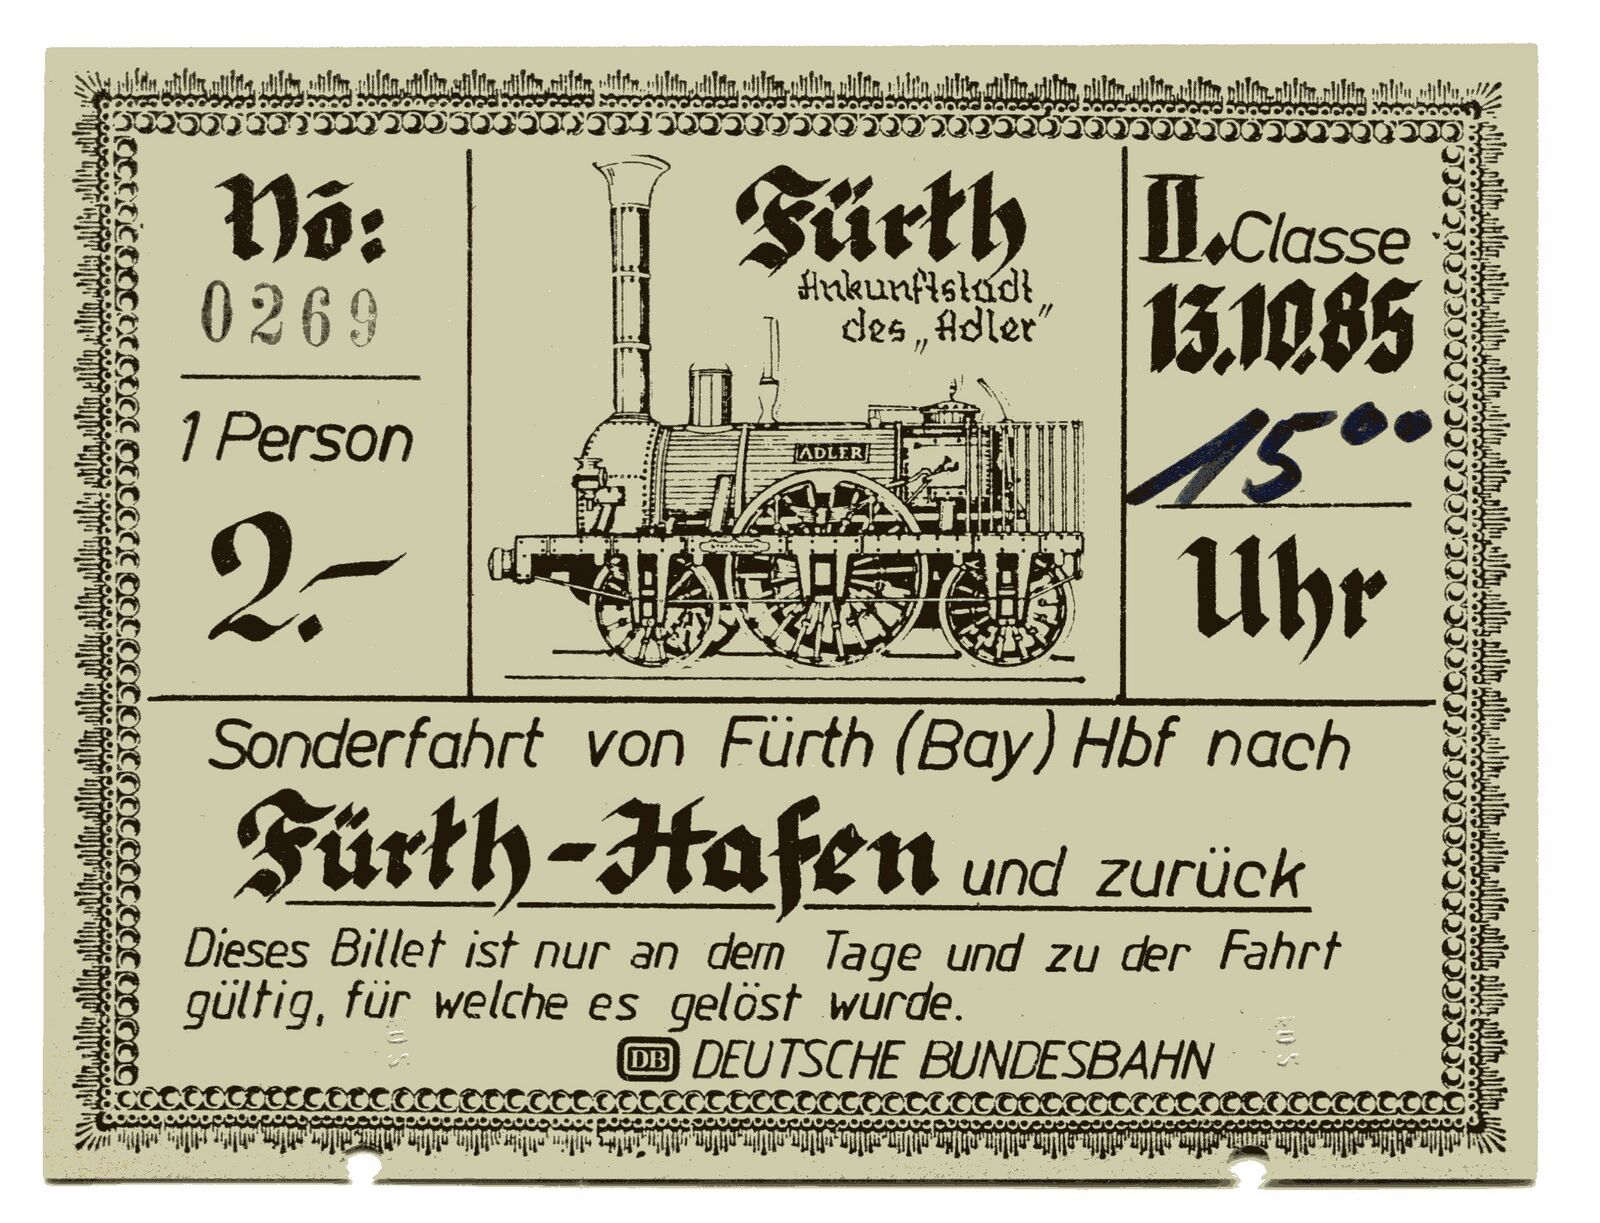 Nō:
0269
1 Person
2.-
Fürth
Ankunftstadt
des „Adler”
ADLER
II. Classe
13.10.85
15⁰⁰
Uhr
Sonderfahrt von Fürth (Bay) Hbf nach
Fürth-Hafen und zurück
Dieses Billet ist nur an dem Tage und zu der Fahrt
gültig, für welche es gelöst wurde.
DB DEUTSCHE BUNDESBAHN